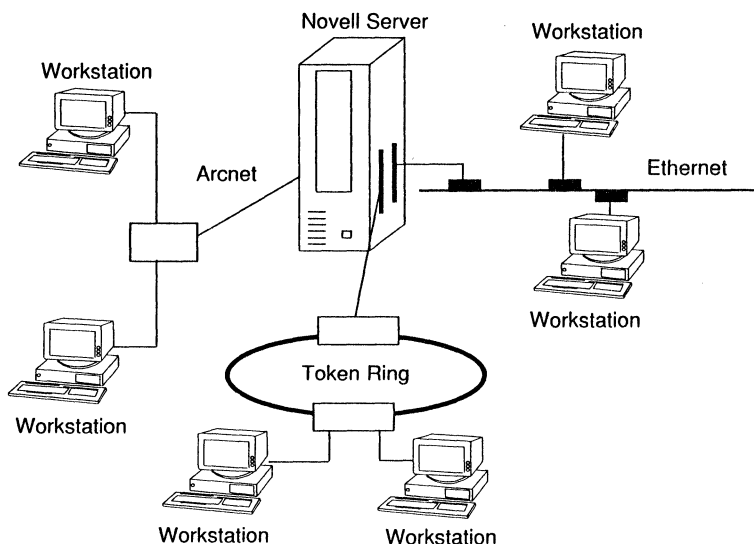 Novell Server
Workstation
Workstation
Arcnet
Ethernet
Workstation
Token Ring
Workstation
Workstation
Workstation